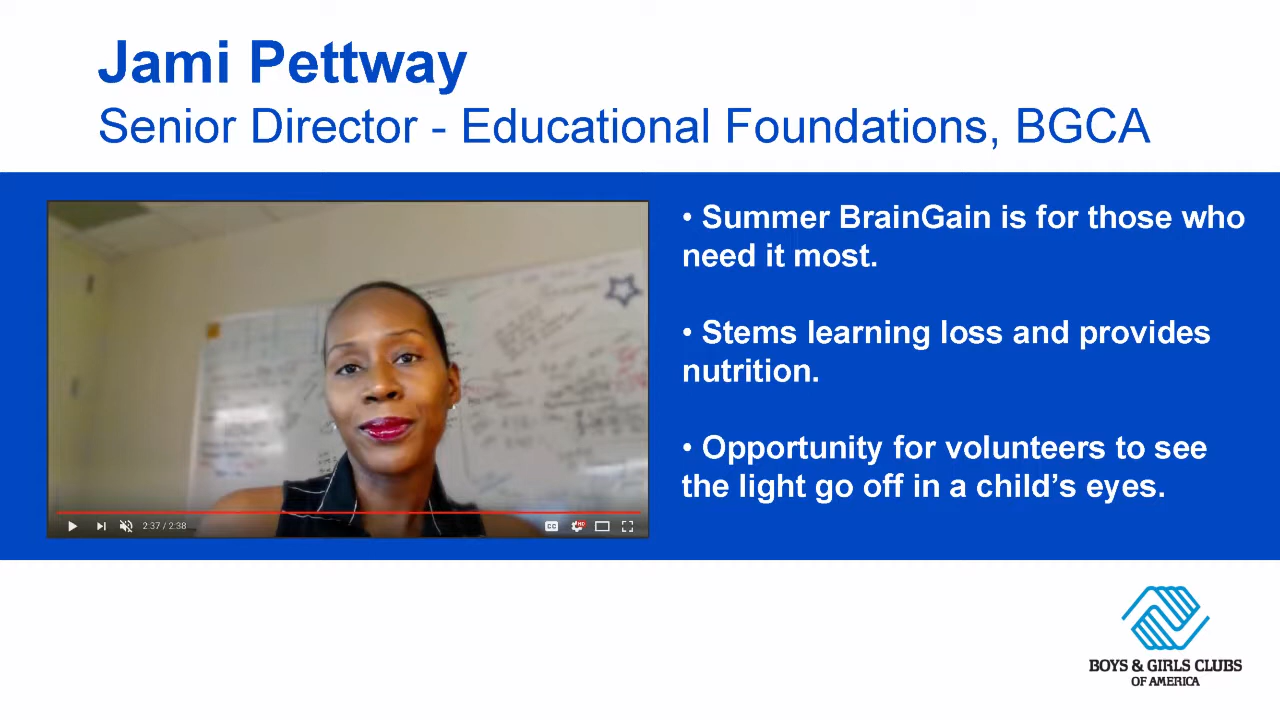 Jami Pettway
Senior Director - Educational Foundations, BGCA
• Summer BrainGain is for those who
need it most.
• Stems learning loss and provides
nutrition.
• Opportunity for volunteers to see
the light go off in a child’s eyes.
2:37 / 2:38
CC
HD
BOYS & GIRLS CLUBS
OF AMERICA